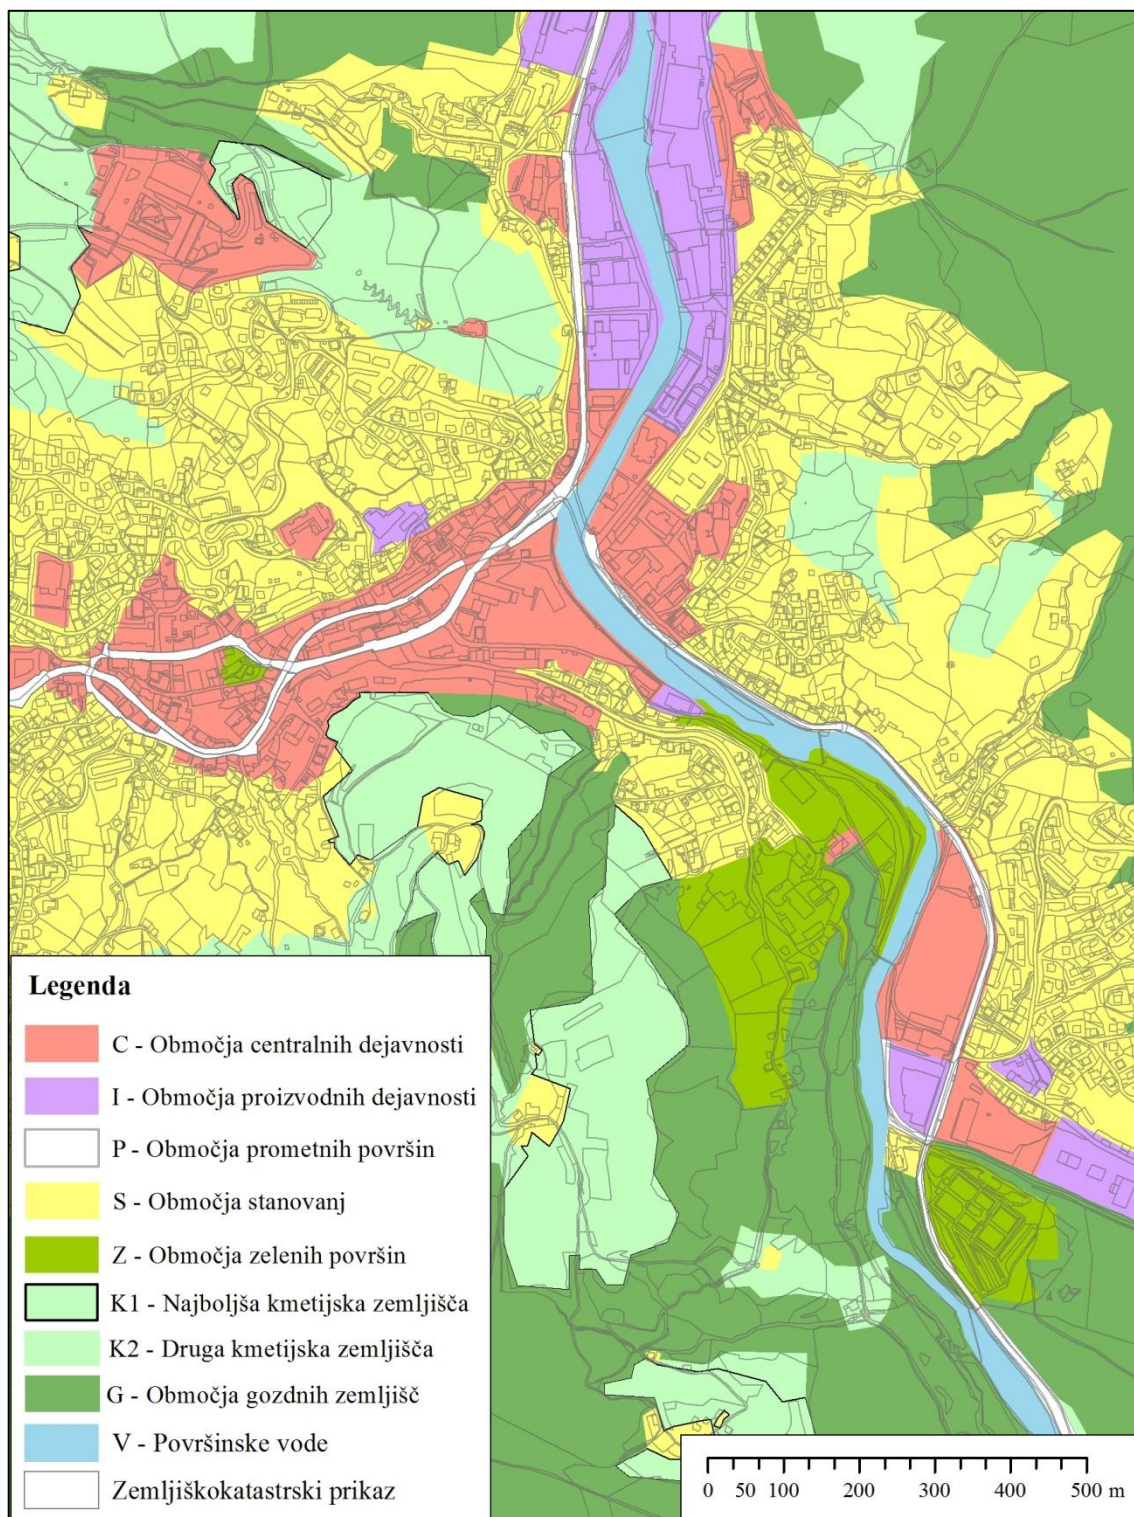 Legenda
C - Območja centralnih dejavnosti
I - Območja proizvodnih dejavnosti
P - Območja prometnih površin
S - Območja stanovanj
Z - Območja zelenih površin
K1 - Najboljša kmetijska zemljišča
K2 - Druga kmetijska zemljišča
G - Območja gozdnih zemljišč
V - Površinske vode
Zemljiškokatastrski prikaz
0 50 100 200 300 400 500 m